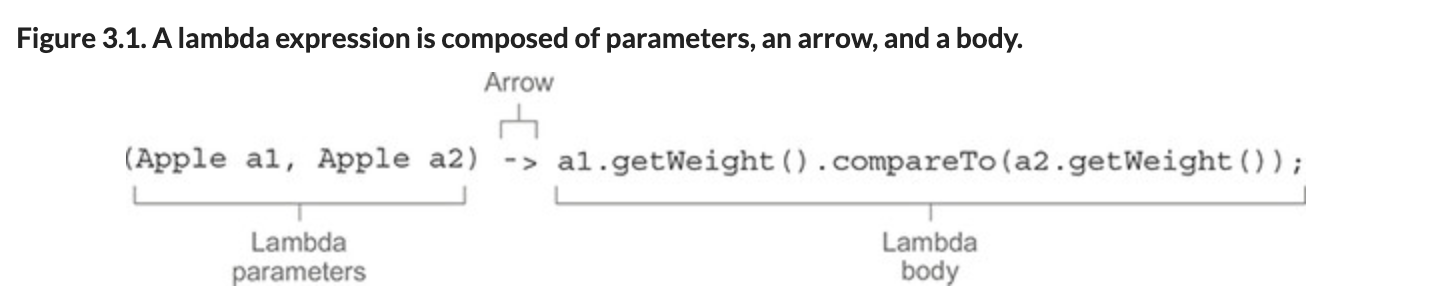 Figure 3.1. A lambda expression is composed of parameters, an arrow, and a body.
Arrow
(Apple a1, Apple a2) -> a1.getWeight().compareTo(a2.getWeight());
Lambda
parameters
Lambda
body